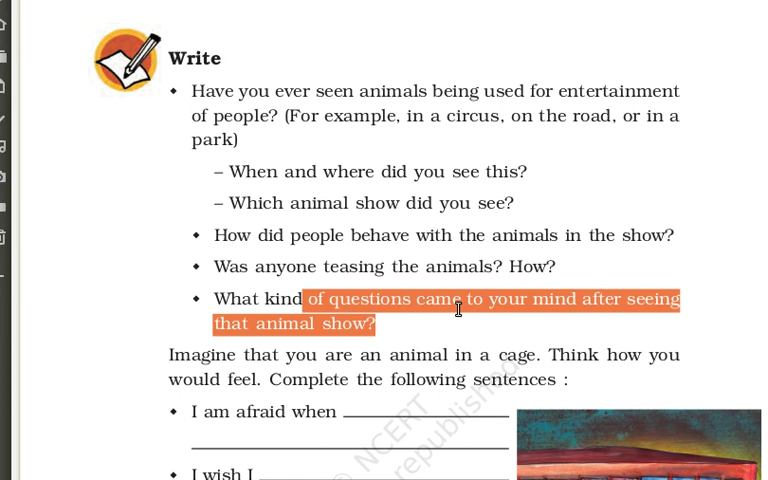 Write
• Have you ever seen animals being used for entertainment
of people? (For example, in a circus, on the road, or in a
park)
– When and where did you see this?
– Which animal show did you see?
• How did people behave with the animals in the show?
• Was anyone teasing the animals? How?
• What kind of questions came to your mind after seeing
that animal show?
Imagine that you are an animal in a cage. Think how you
would feel. Complete the following sentences :
• I am afraid when
• I wish I
© NCERT
republished